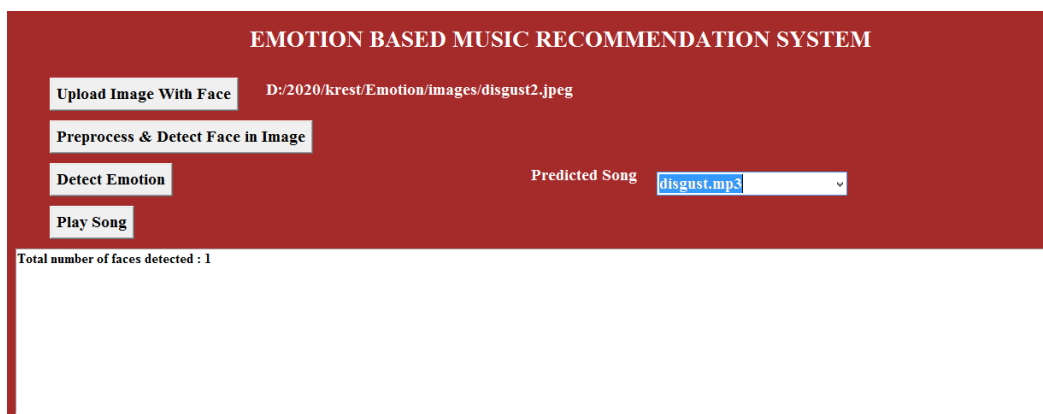 EMOTION BASED MUSIC RECOMMENDATION SYSTEM
Upload Image With Face
D:/2020/krest/Emotion/images/disgust2.jpeg
Preprocess & Detect Face in Image
Detect Emotion
Predicted Song
disgust.mp3
Play Song
Total number of faces detected : 1